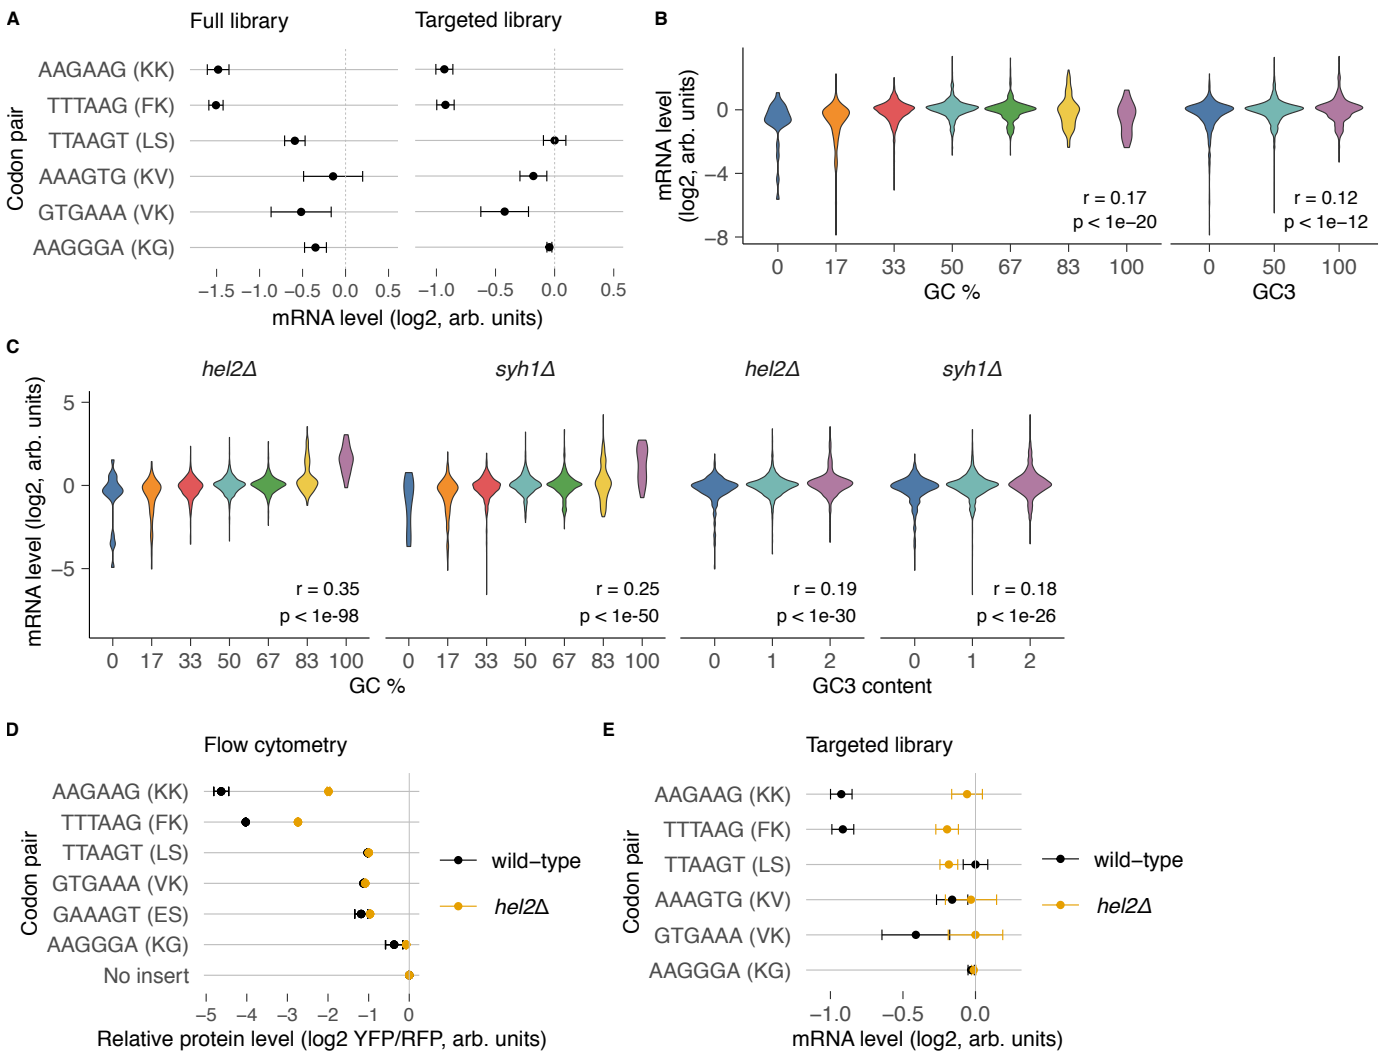 A
Full library
Targeted library
Codon pair
AAGAAG (KK)
TTTAAG (FK)
TTAAGT (LS)
AAAGTG (KV)
GTGAAA (VK)
AAGGGA (KG)
−1.5 −1.0 −0.5 0.0 0.5
−1.0 −0.5 0.0 0.5
mRNA level (log2, arb. units)
B
mRNA level
(log2, arb. units)
0
−4
−8
r = 0.17
p < 1e−20
r = 0.12
p < 1e−12
0 17 33 50 67 83 100
0 50 100
GC %
GC3
C
hel2Δ
syh1Δ
hel2Δ
syh1Δ
mRNA level (log2, arb. units)
5
0
−5
r = 0.35
p < 1e-98
r = 0.25
p < 1e-50
r = 0.19
p < 1e-30
r = 0.18
p < 1e-26
0 17 33 50 67 83 100
0 17 33 50 67 83 100
0 1 2
0 1 2
GC %
GC3 content
D
Flow cytometry
Codon pair
AAGAAG (KK)
TTTAAG (FK)
TTAAGT (LS)
GTGAAA (VK)
GAAAGT (ES)
AAGGGA (KG)
No insert
−5 −4 −3 −2 −1 0
Relative protein level (log2 YFP/RFP, arb. units)
wild−type
hel2Δ
E
Targeted library
Codon pair
AAGAAG (KK)
TTTAAG (FK)
TTAAGT (LS)
AAAGTG (KV)
GTGAAA (VK)
AAGGGA (KG)
−1.0 −0.5 0.0
mRNA level (log2, arb. units)
wild−type
hel2Δ